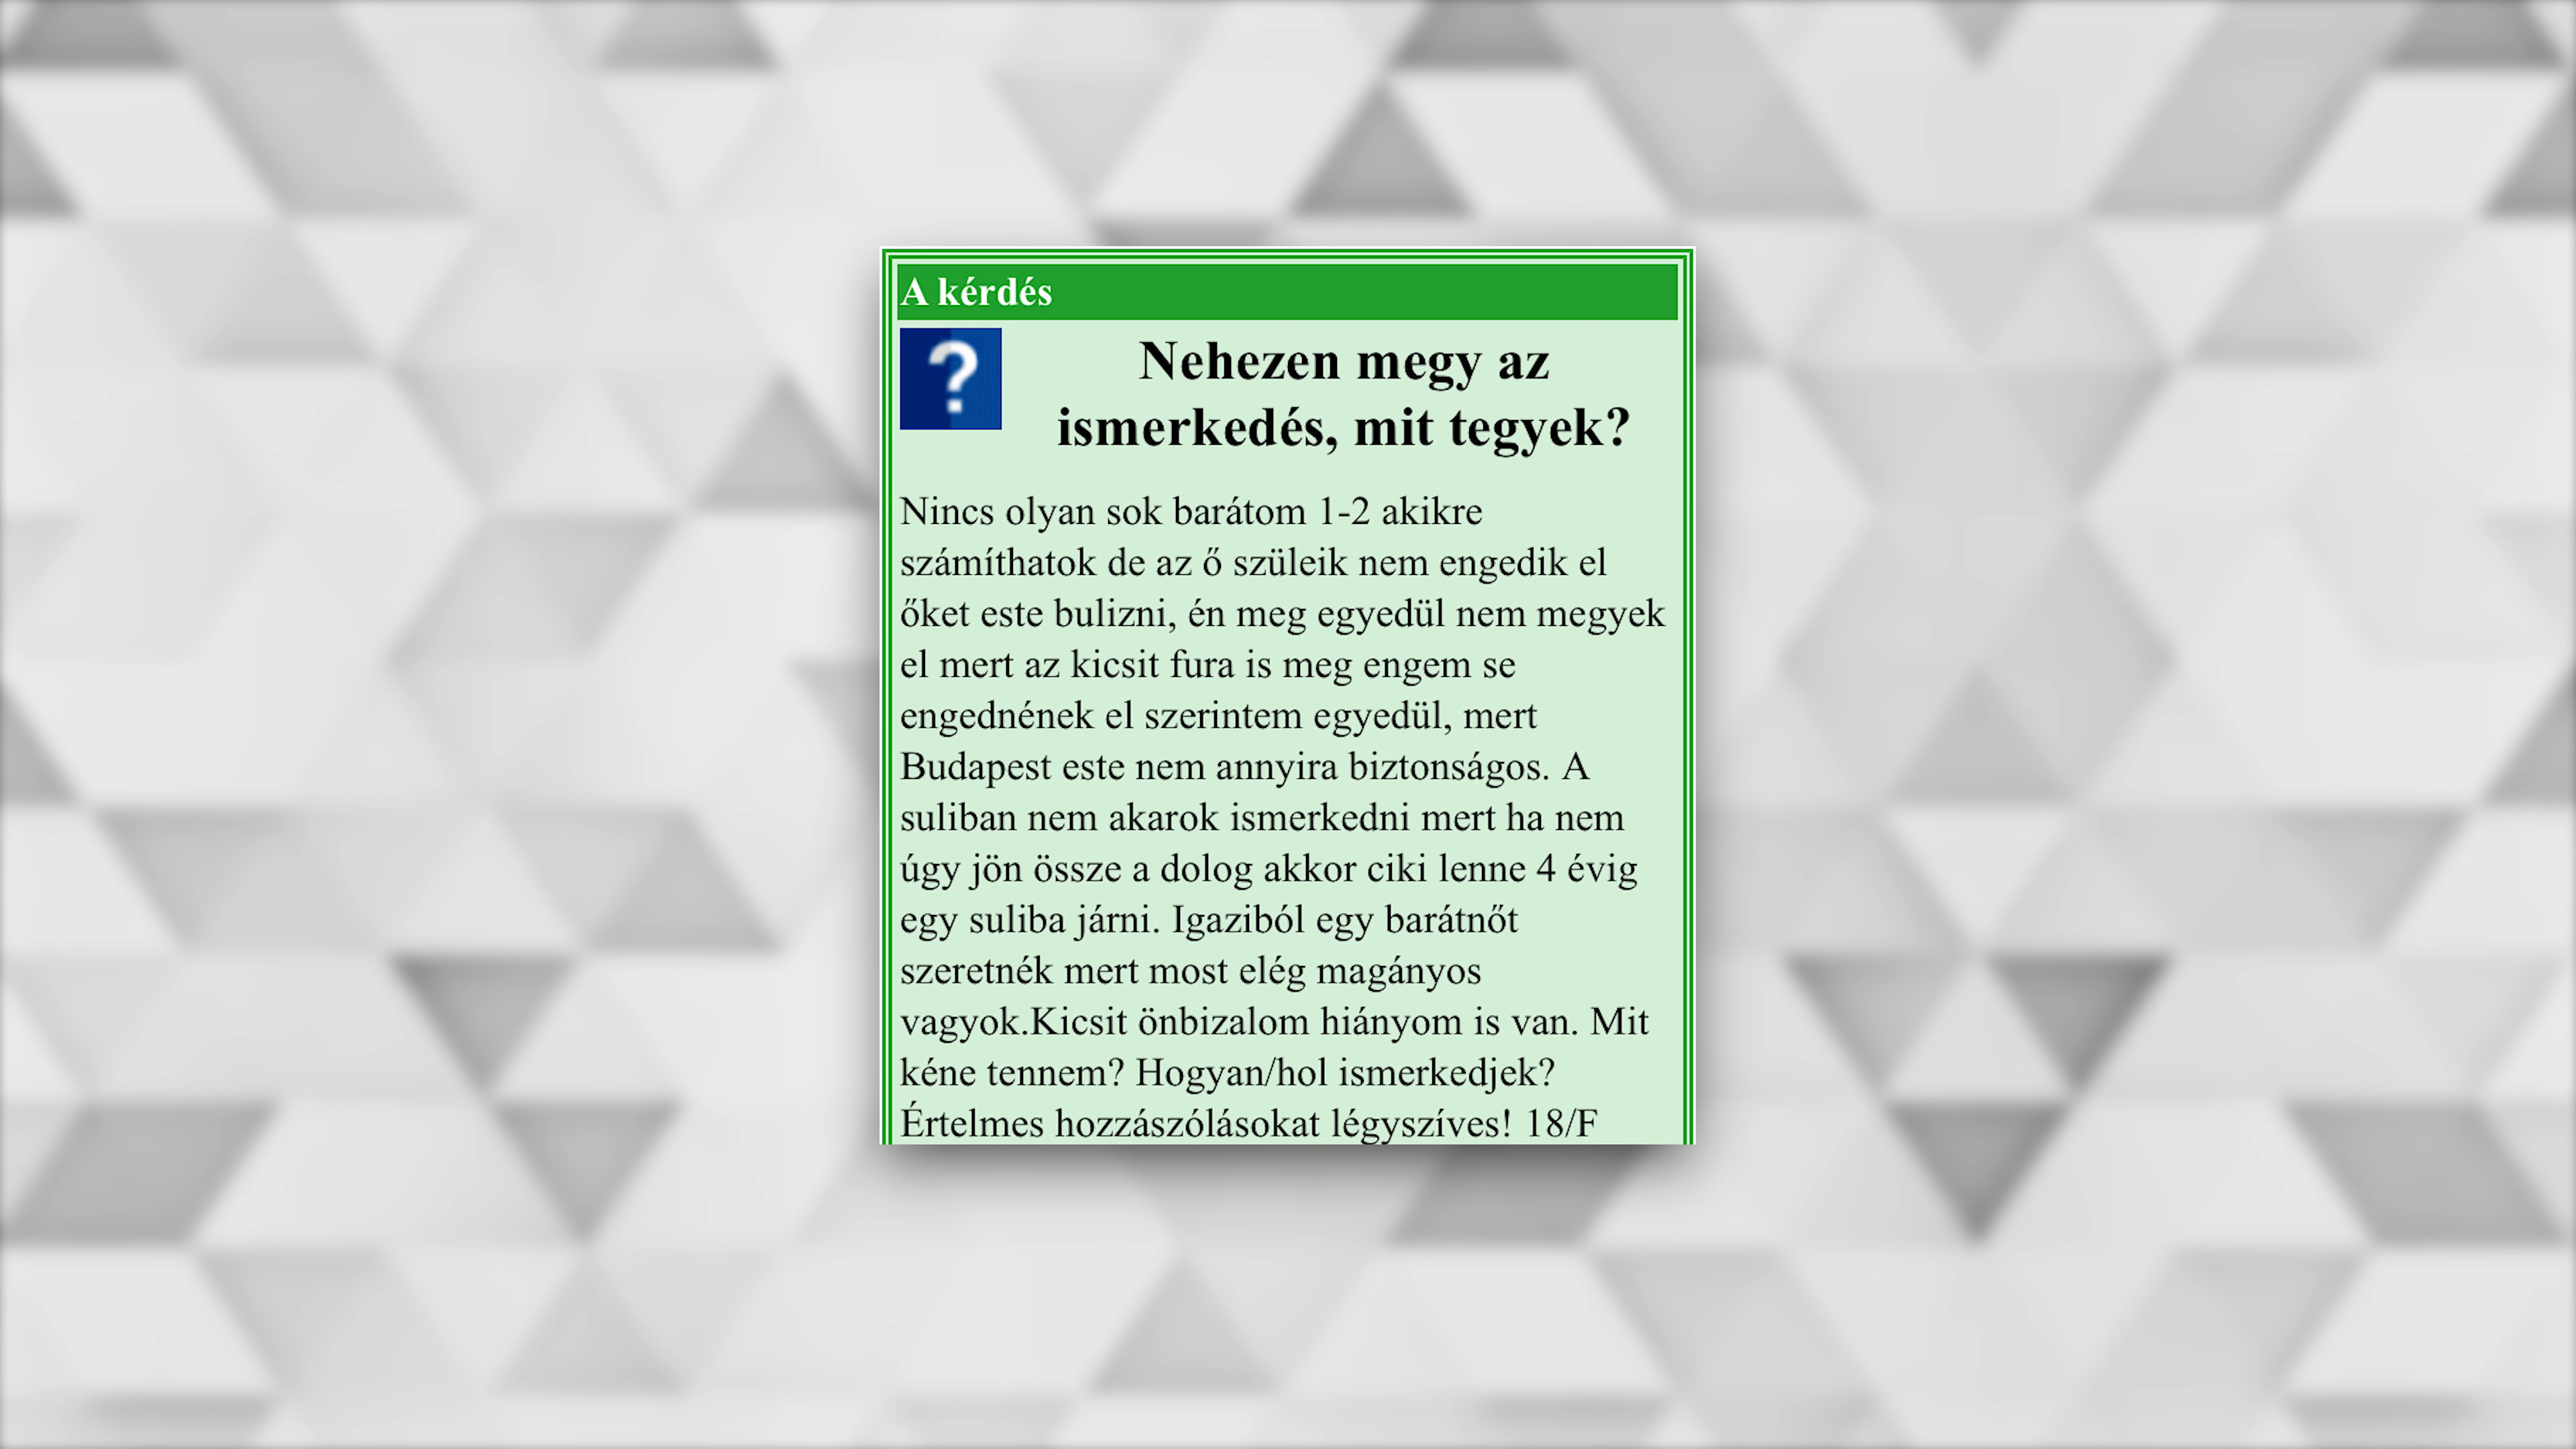 A kérdés
?
Nehezen megy az
ismerkedés, mit tegyek?
Nincs olyan sok barátom 1-2 akikre
számíthatok de az ő szüleik nem engedik el
őket este bulizni, én meg egyedül nem megyek
el mert az kicsit fura is meg engem se
engednének el szerintem egyedül, mert
Budapest este nem annyira biztonságos. A
suliban nem akarok ismerkedni mert ha nem
úgy jön össze a dolog akkor ciki lenne 4 évig
egy suliba járni. Igaziból egy barátnőt
szeretnék mert most elég magányos
vagyok.Kicsit önbizalom hiányom is van. Mit
kéne tennem? Hogyan/hol ismerkedjek?
Értelmes hozzászólásokat légyszíves! 18/F